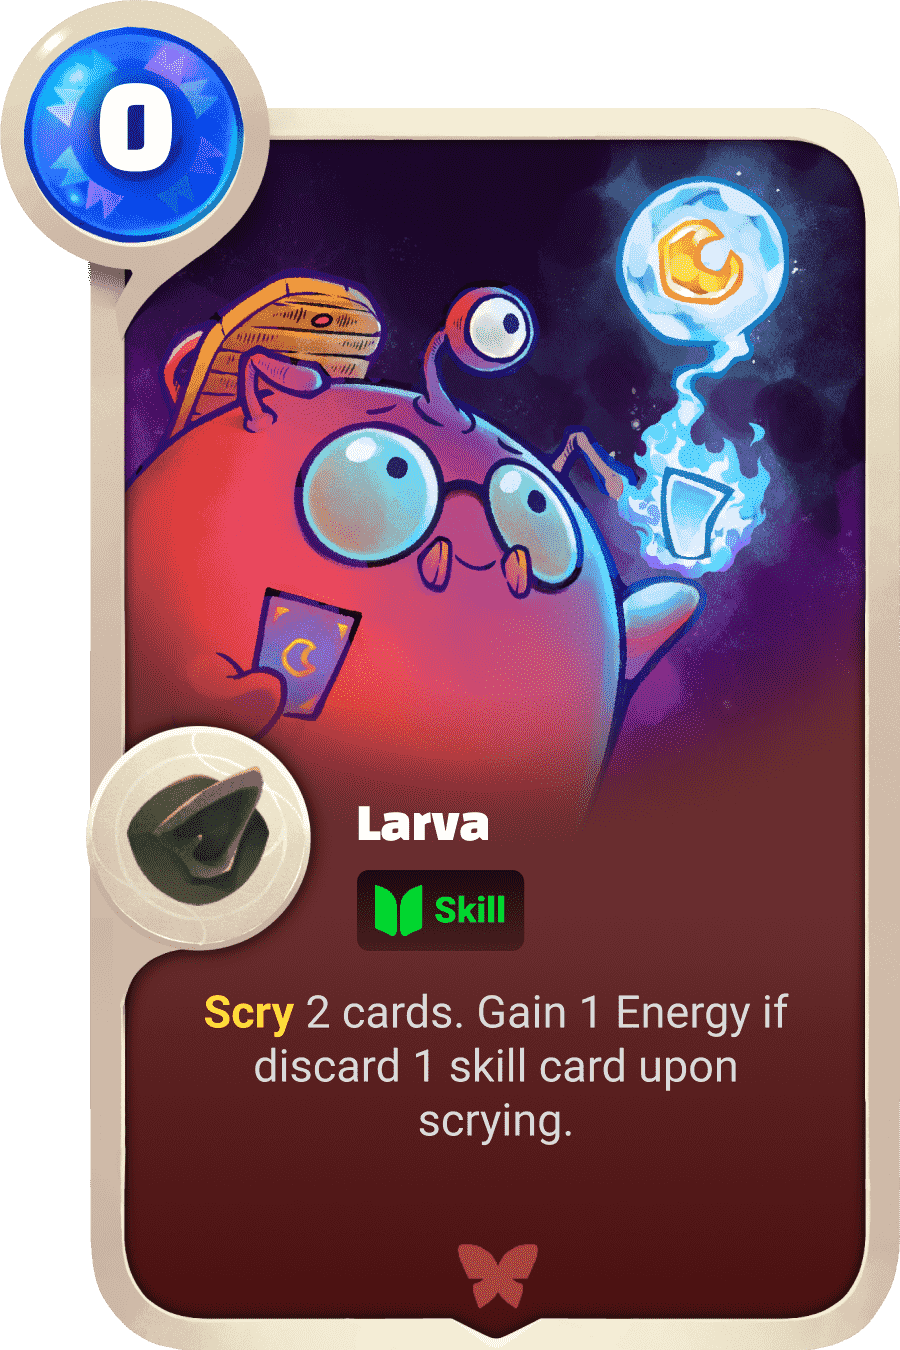 0
Larva
Skill
Scry 2 cards. Gain 1 Energy if
discard 1 skill card upon
scrying.